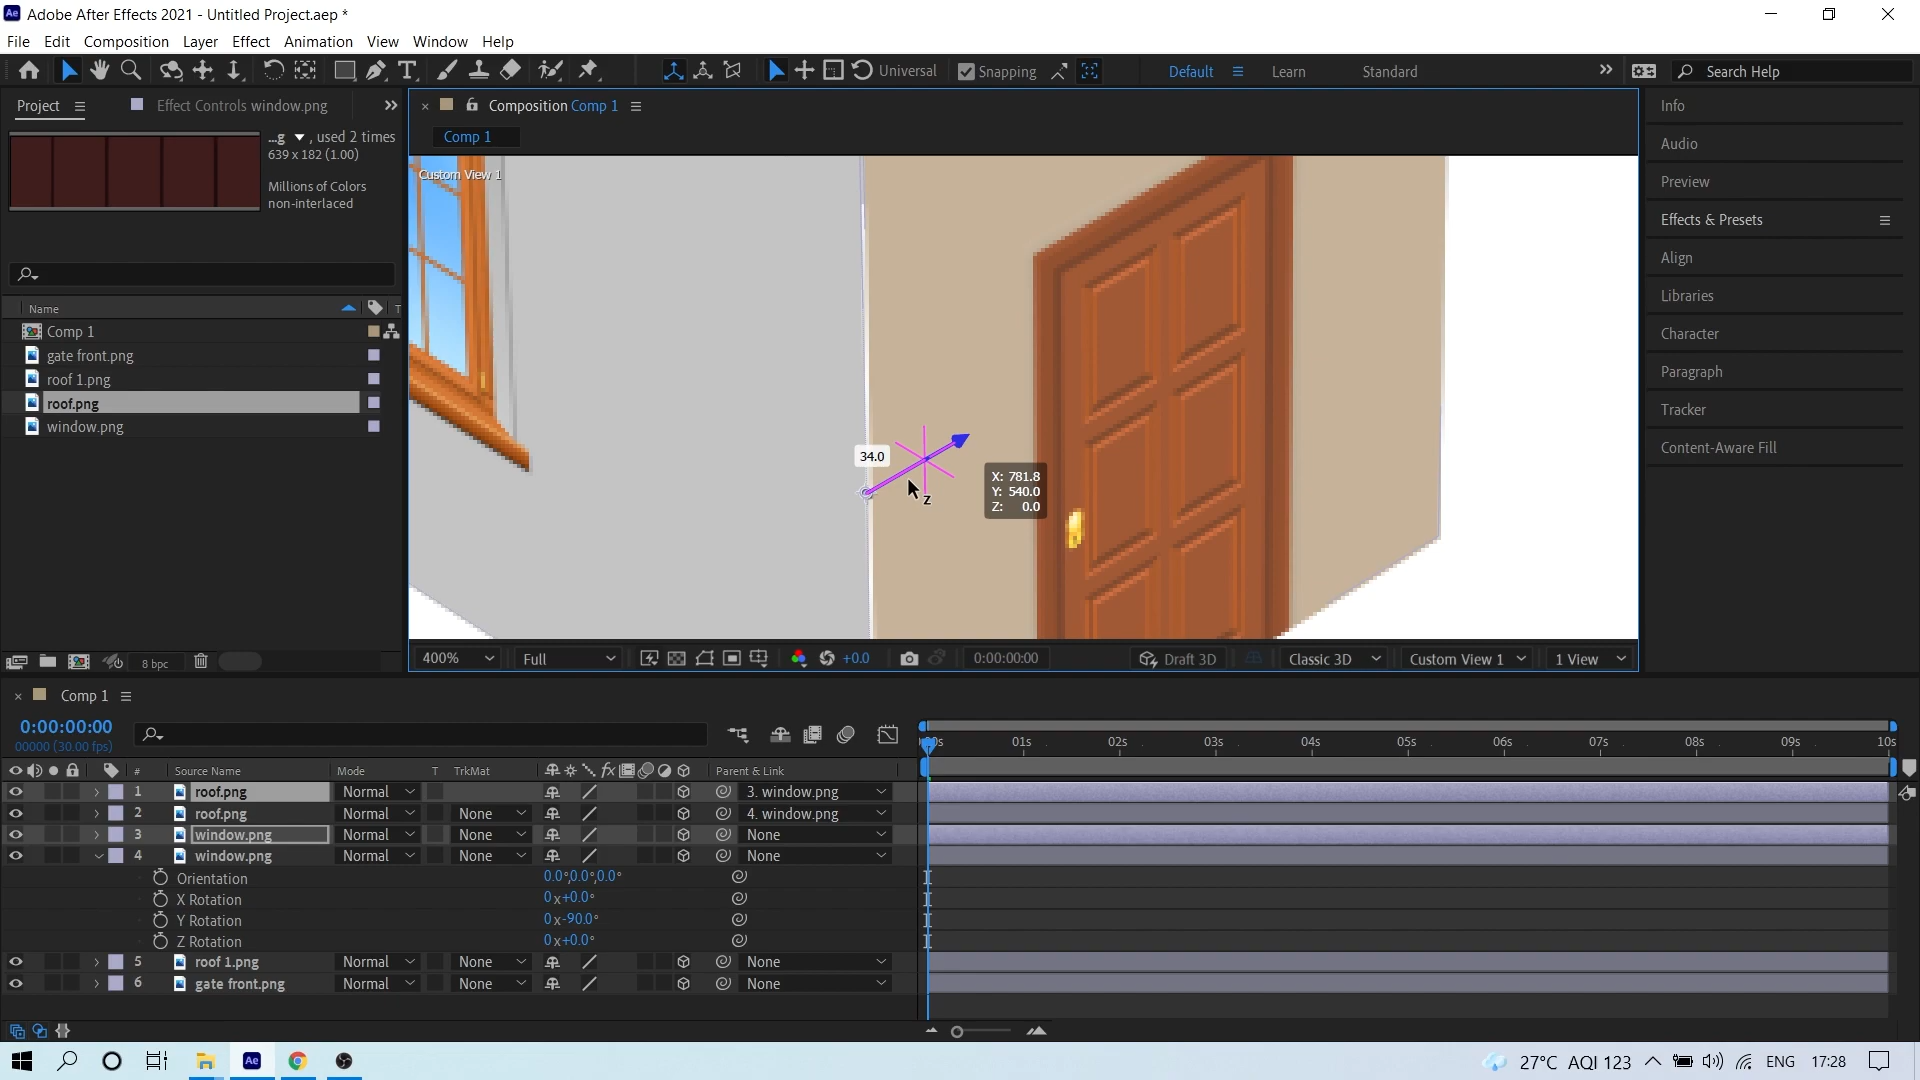 Adobe After Effects 2021 - Untitled Project.aep *
File Edit Composition Layer Effect Animation View Window Help
Universal Snapping Default Learn Standard Search Help
Project Effect Controls window.png
...g , used 2 times
639 x 182 (1.00)
Millions of Colors
non-interlaced
Name T
Comp 1
gate front.png
roof 1.png
roof.png
window.png
8 bpc
Composition Comp 1
Comp 1
Custom View 1
34.0
z
X: 781.8
Y: 540.0
Z: 0.0
400% Full +0.0 0:00:00:00 Draft 3D Classic 3D Custom View 1 1 View
Info
Audio
Preview
Effects & Presets
Align
Libraries
Character
Paragraph
Tracker
Content-Aware Fill
Comp 1
0:00:00:00
00000 (30.00 fps)
01s 02s 03s 04s 05s 06s 07s 08s 09s 10s
# Source Name Mode T TrkMat fx Parent & Link
1 roof.png Normal 3. window.png
2 roof.png Normal None 4. window.png
3 window.png Normal None None
4 window.png Normal None None
Orientation 0.0°,0.0°,0.0°
X Rotation 0x+0.0°
Y Rotation 0x-90.0°
Z Rotation 0x+0.0°
5 roof 1.png Normal None None
6 gate front.png Normal None None
Ae 27°C AQI 123 ENG 17:28